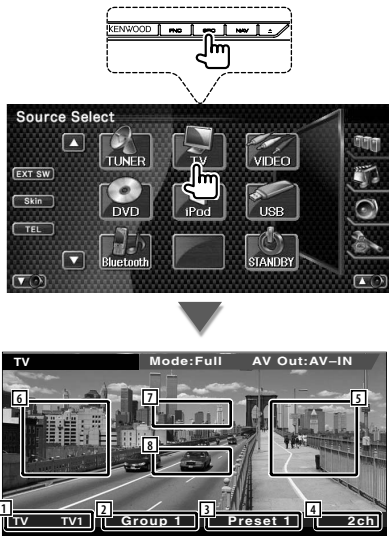 KENWOOD FNC SRC NAV
Source Select
TUNER TV VIDEO
EXT SW
Skin
DVD iPod USB
TEL
Bluetooth STANDBY
TV Mode:Full AV Out:AV–IN
6 7 5
8
1 2 3 4
TV TV1 Group 1 Preset 1 2ch